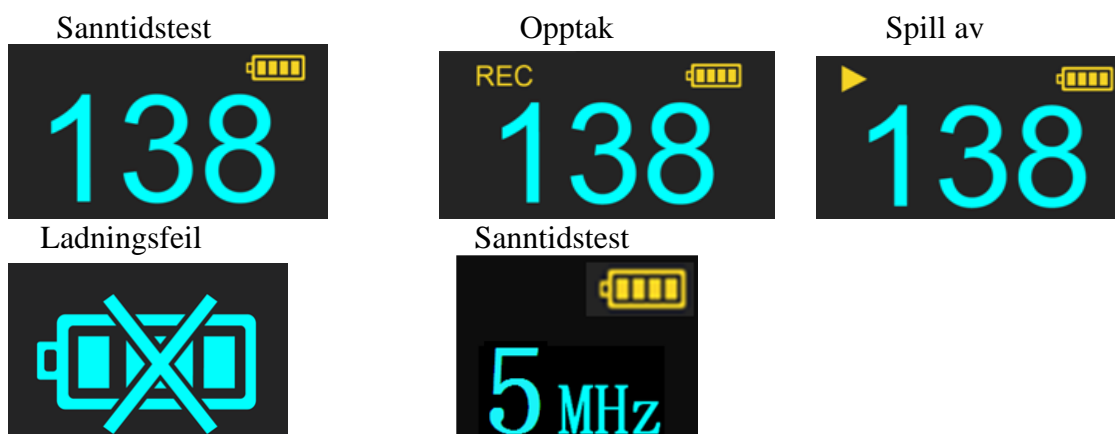 Sanntidstest
Opptak
Spill av
138
REC
138
138
Ladningsfeil
Sanntidstest
5 MHz